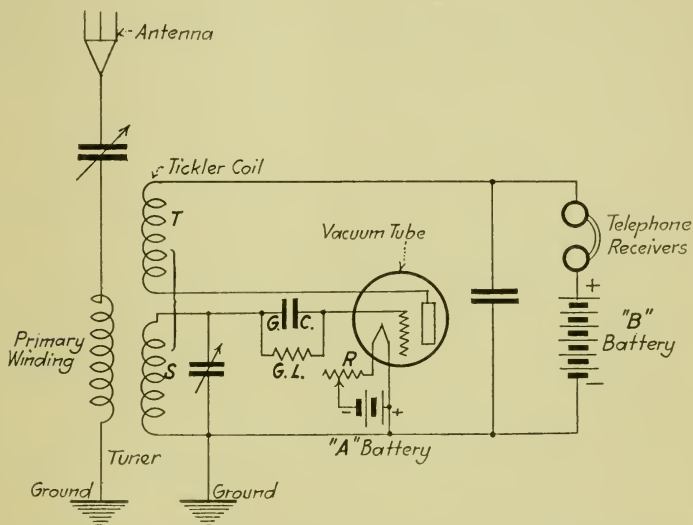 Antenna
Tickler Coil
T
Vacuum Tube
Telephone
Receivers
+
"B"
Battery
-
Primary
Winding
G. C.
G. L.
S
R
- +
"A" Battery
Tuner
Ground
Ground